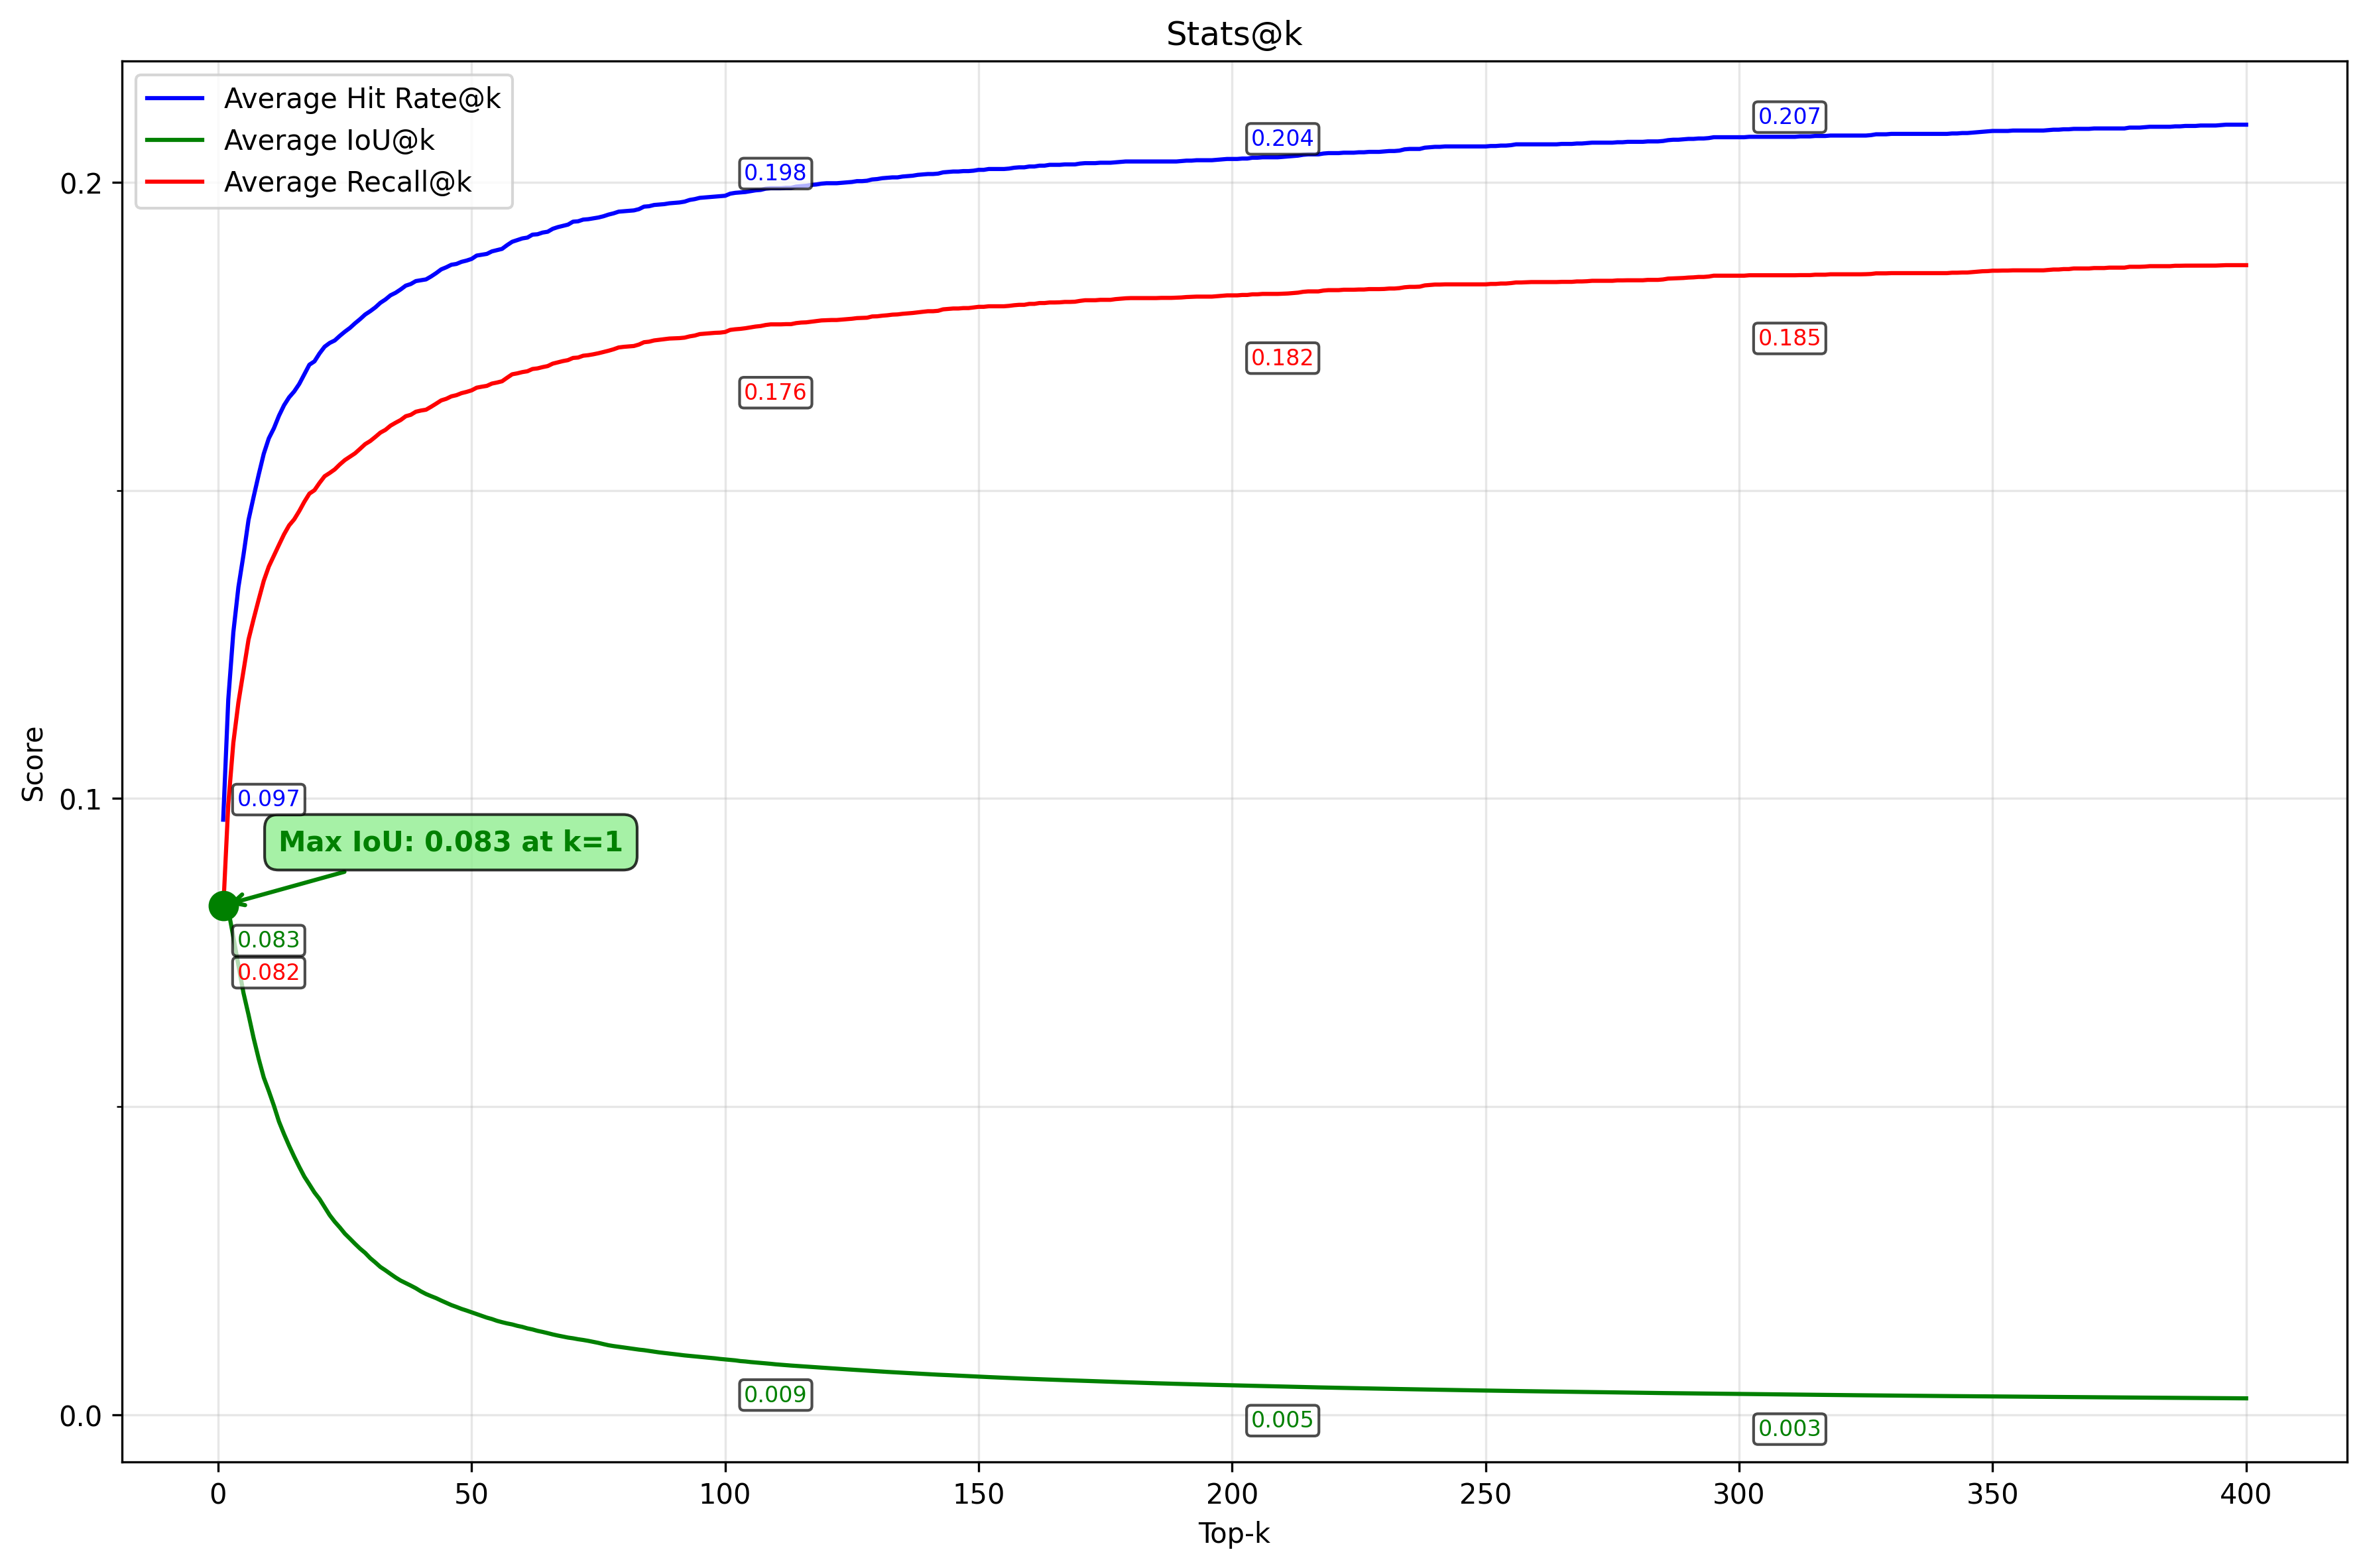 Stats@k
Average Hit Rate@k
Average IoU@k
Average Recall@k
0.207
0.204
0.198
0.2
0.185
0.182
0.176
Score
0.1
0.097
Max IoU: 0.083 at k=1
0.083
0.082
0.009
0.005
0.003
0.0
0 50 100 150 200 250 300 350 400
Top-k